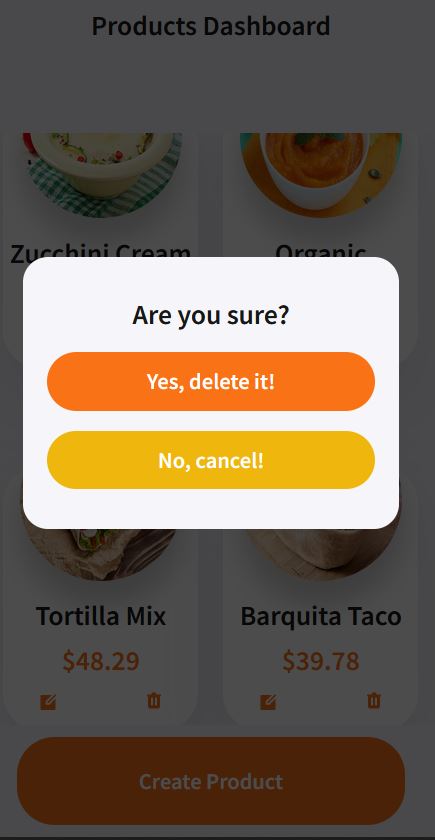 Products Dashboard
Zucchini Cream
Organic
Are you sure?
Yes, delete it!
No, cancel!
Tortilla Mix
Barquita Taco
$48.29
$39.78
Create Product